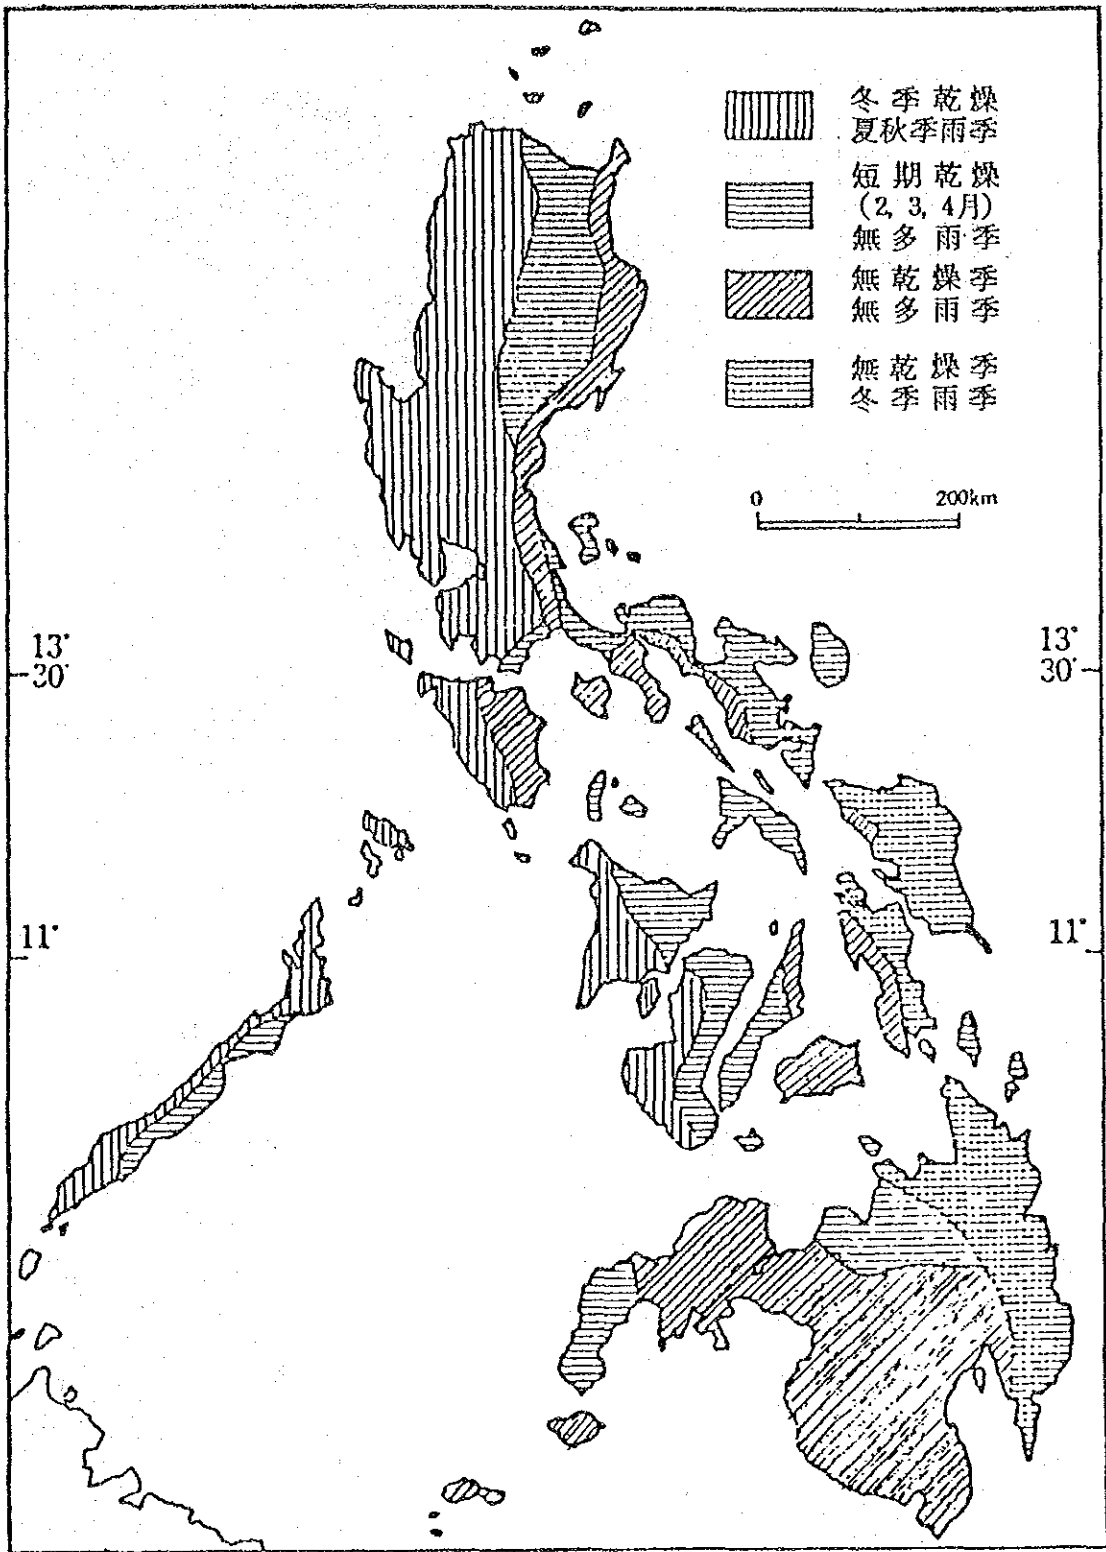 冬季乾燥
夏秋季雨季
短期乾燥
(2, 3, 4月)
無多雨季
無乾燥季
無多雨季
無乾燥季
冬季雨季
0 200km
13°
30′
13°
30′
11°
11°